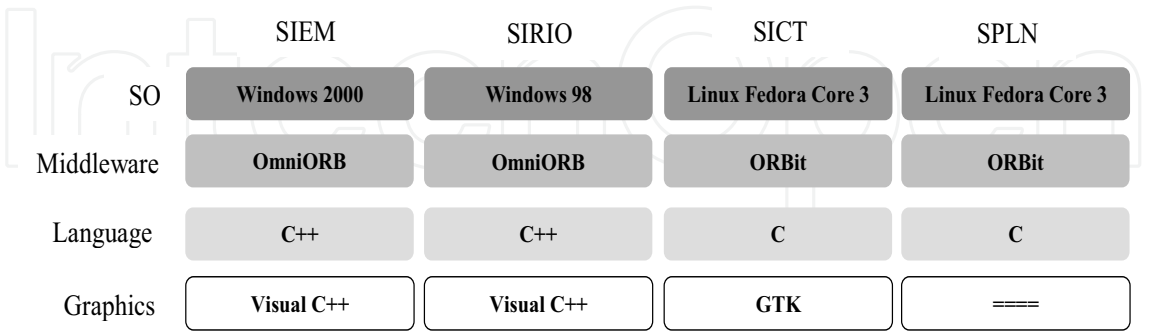 SIEM SIRIO SICT SPLN
SO Windows 2000 Windows 98 Linux Fedora Core 3 Linux Fedora Core 3
Middleware OmniORB OmniORB ORBit ORBit
Language C++ C++ C C
Graphics Visual C++ Visual C++ GTK ====
IntechOpen